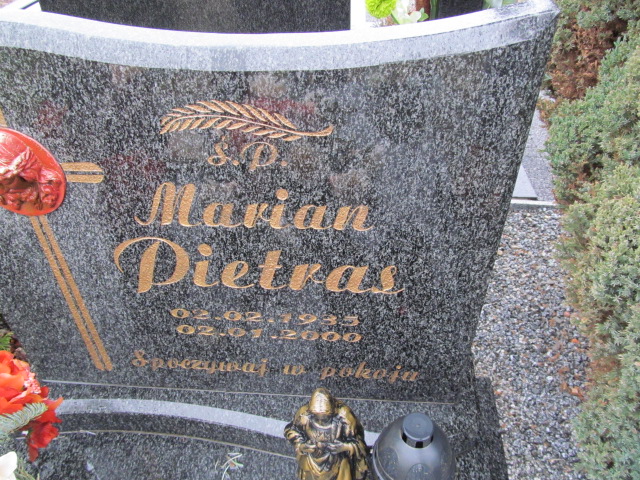 ś.P.
Marian
Pietras
02.02.1935
02.01.2000
Spoczywaj w pokoju